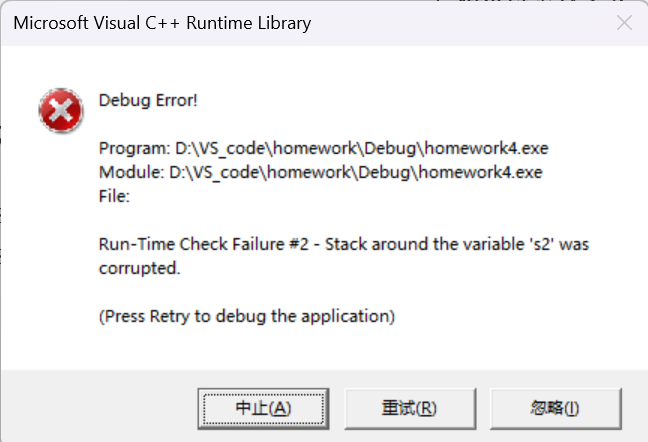 Microsoft Visual C++ Runtime Library
Debug Error!
Program: D:\VS_code\homework\Debug\homework4.exe
Module: D:\VS_code\homework\Debug\homework4.exe
File:
Run-Time Check Failure #2 - Stack around the variable 's2' was
corrupted.
(Press Retry to debug the application)
中止(A)
重试(R)
忽略(I)